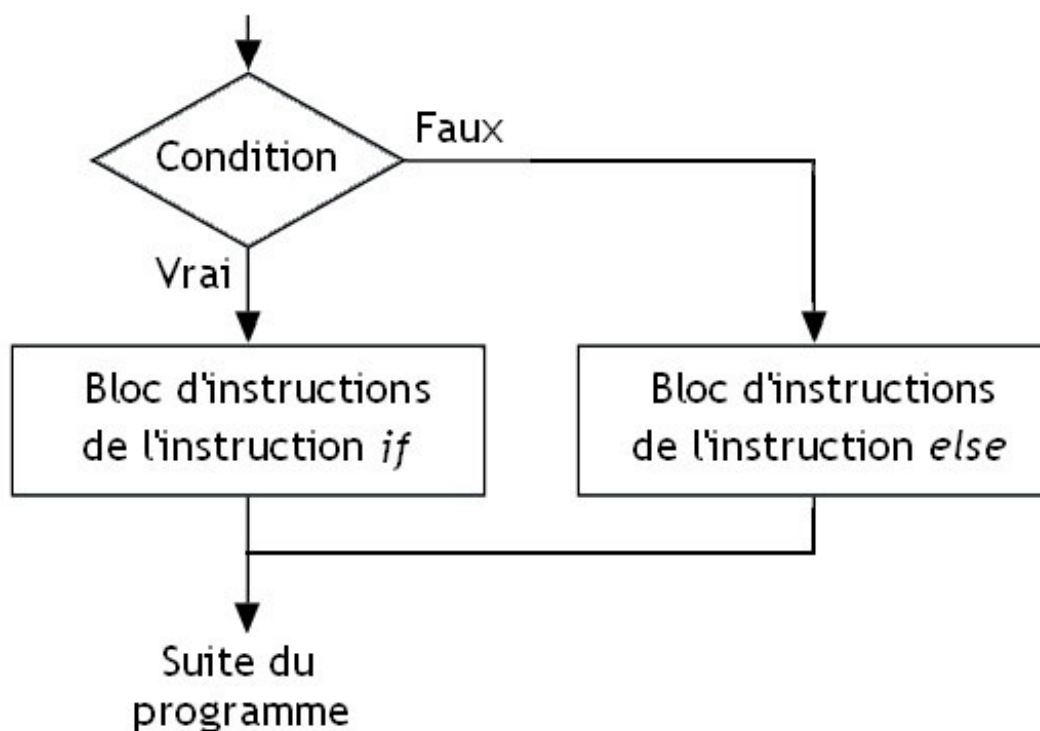 Condition
Faux
Vrai
Bloc d'instructions
de l'instruction if
Bloc d'instructions
de l'instruction else
Suite du
programme